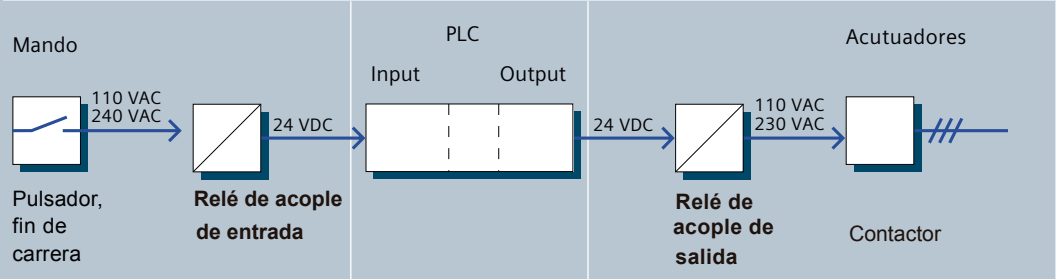 Mando
PLC
Acutuadores
Input
Output
110 VAC
240 VAC
24 VDC
24 VDC
110 VAC
230 VAC
Pulsador,
fin de
carrera
Relé de acople
de entrada
Relé de
acople de
salida
Contactor